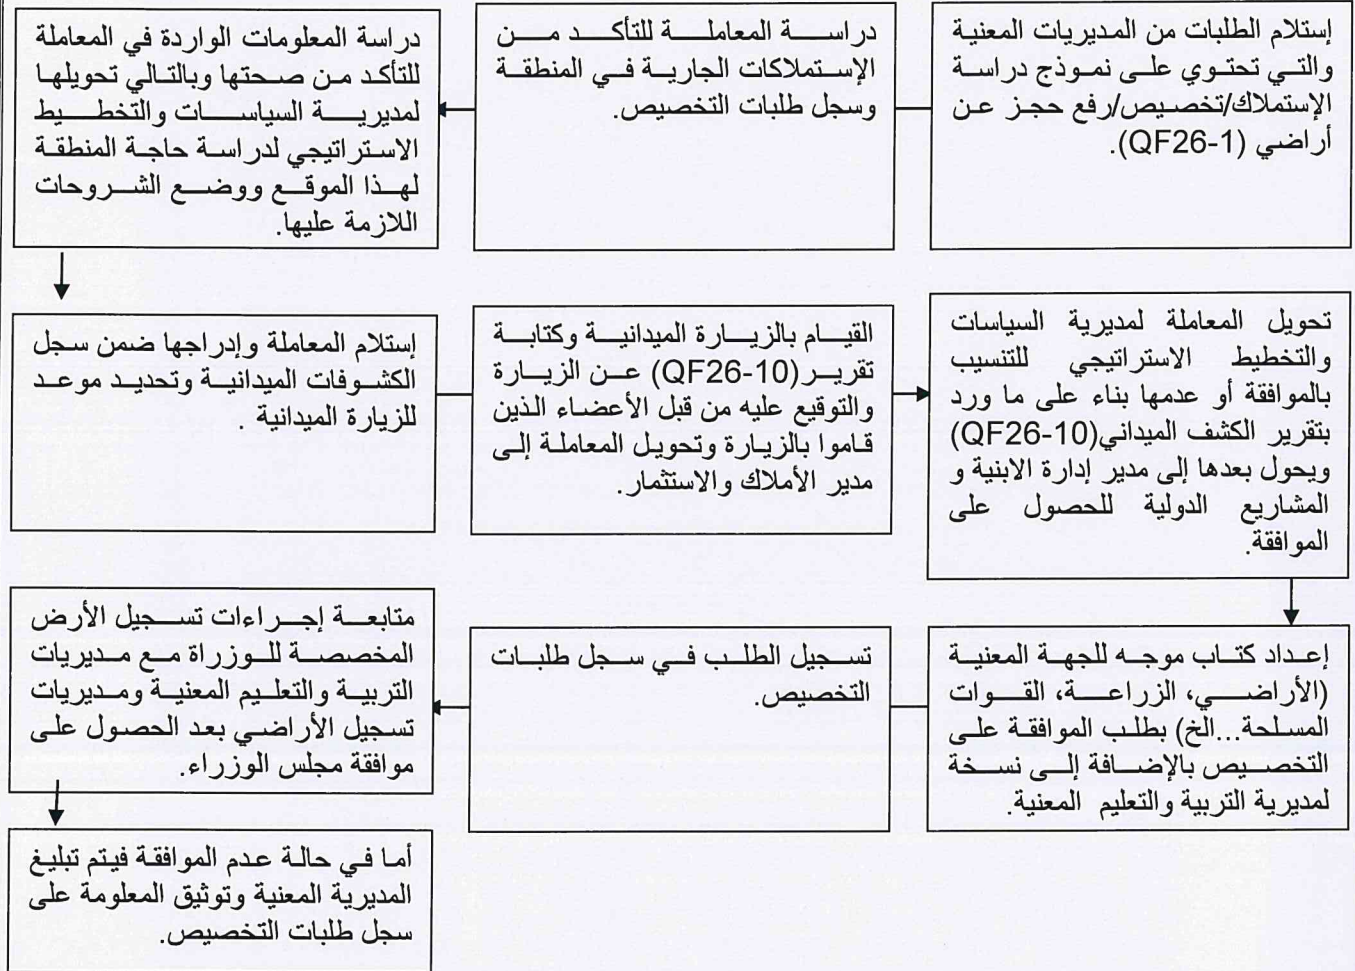 إستلام الطلبات من المديريات المعنية
والتي تحتوي على نموذج دراسة
الإستملاك/تخصيص/رفع حجز عن
أراضي (QF26-1).
دراسة المعاملة للتأكد من
الإستملاكات الجارية في المنطقة
وسجل طلبات التخصيص.
دراسة المعلومات الواردة في المعاملة
للتأكد من صحتها وبالتالي تحويلها
لمديرية السياسات والتخطيط
الاستراتيجي لدراسة حاجة المنطقة
لهذا الموقع ووضع الشروحات
اللازمة عليها.
إستلام المعاملة وإدراجها ضمن سجل
الكشوفات الميدانية وتحديد موعد
للزيارة الميدانية .
القيام بالزيارة الميدانية وكتابة
تقرير(QF26-10) عن الزيارة
والتوقيع عليه من قبل الأعضاء الذين
قاموا بالزيارة وتحويل المعاملة إلى
مدير الأملاك والاستثمار.
تحويل المعاملة لمديرية السياسات
والتخطيط الاستراتيجي للتنسيب
بالموافقة أو عدمها بناء على ما ورد
بتقرير الكشف الميداني(QF26-10)
ويحول بعدها إلى مدير إدارة الابنية و
المشاريع الدولية للحصول على
الموافقة.
إعداد كتاب موجه للجهة المعنية
(الأراضي، الزراعة، القوات
المسلحة...الخ) بطلب الموافقة على
التخصيص بالإضافة إلى نسخة
لمديرية التربية والتعليم المعنية.
تسجيل الطلب في سجل طلبات
التخصيص.
متابعة إجراءات تسجيل الأرض
المخصصة للوزراة مع مديريات
التربية والتعليم المعنية ومديريات
تسجيل الأراضي بعد الحصول على
موافقة مجلس الوزراء.
أما في حالة عدم الموافقة فيتم تبليغ
المديرية المعنية وتوثيق المعلومة على
سجل طلبات التخصيص.